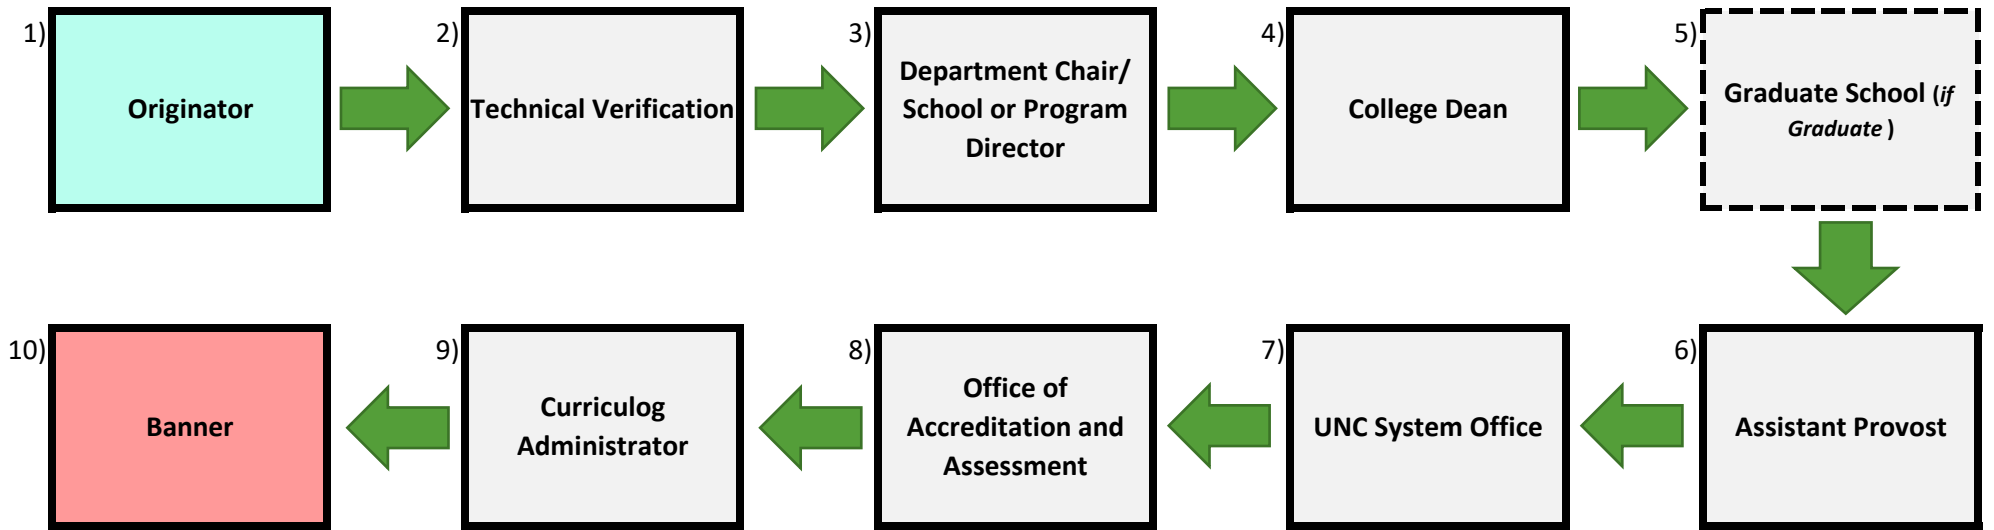 1)
Originator
2)
Technical Verification
3)
Department Chair/
School or Program
Director
4)
College Dean
5)
Graduate School (if
Graduate )
6)
Assistant Provost
7)
UNC System Office
8)
Office of
Accreditation and
Assessment
9)
Curriculog
Administrator
10)
Banner